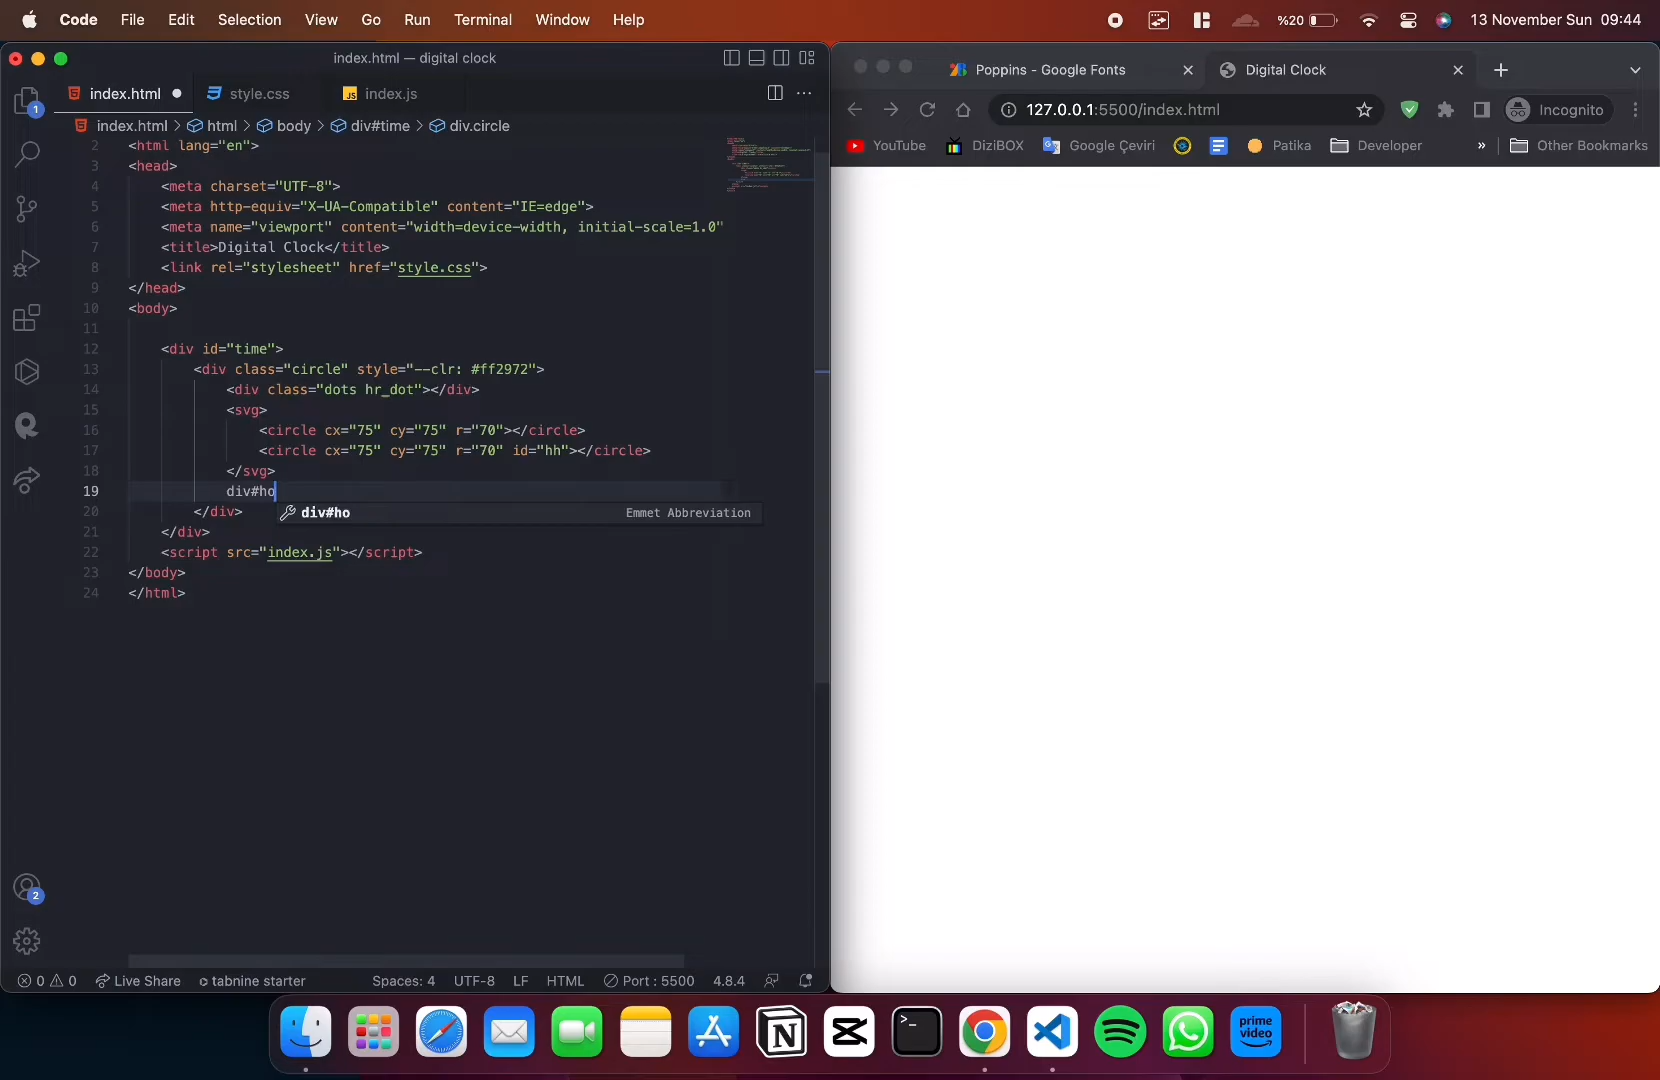 Code File Edit Selection View Go Run Terminal Window Help
%20 13 November Sun 09:44
index.html — digital clock
index.html style.css JS index.js
index.html > html > body > div#time > div.circle
2 <html lang="en">
3 <head>
4 <meta charset="UTF-8">
5 <meta http-equiv="X-UA-Compatible" content="IE=edge">
6 <meta name="viewport" content="width=device-width, initial-scale=1.0"
7 <title>Digital Clock</title>
8 <link rel="stylesheet" href="style.css">
9 </head>
10 <body>
11
12 <div id="time">
13 <div class="circle" style="--clr: #ff2972">
14 <div class="dots hr_dot"></div>
15 <svg>
16 <circle cx="75" cy="75" r="70"></circle>
17 <circle cx="75" cy="75" r="70" id="hh"></circle>
18 </svg>
19 div#ho
20 </div>
div#ho Emmet Abbreviation
21 </div>
22 <script src="index.js"></script>
23 </body>
24 </html>
1
2
0 0 Live Share tabnine starter Spaces: 4 UTF-8 LF HTML Port : 5500 4.8.4
Poppins - Google Fonts Digital Clock
127.0.0.1:5500/index.html Incognito
YouTube DiziBOX Google Çeviri Patika Developer » Other Bookmarks
prime
video